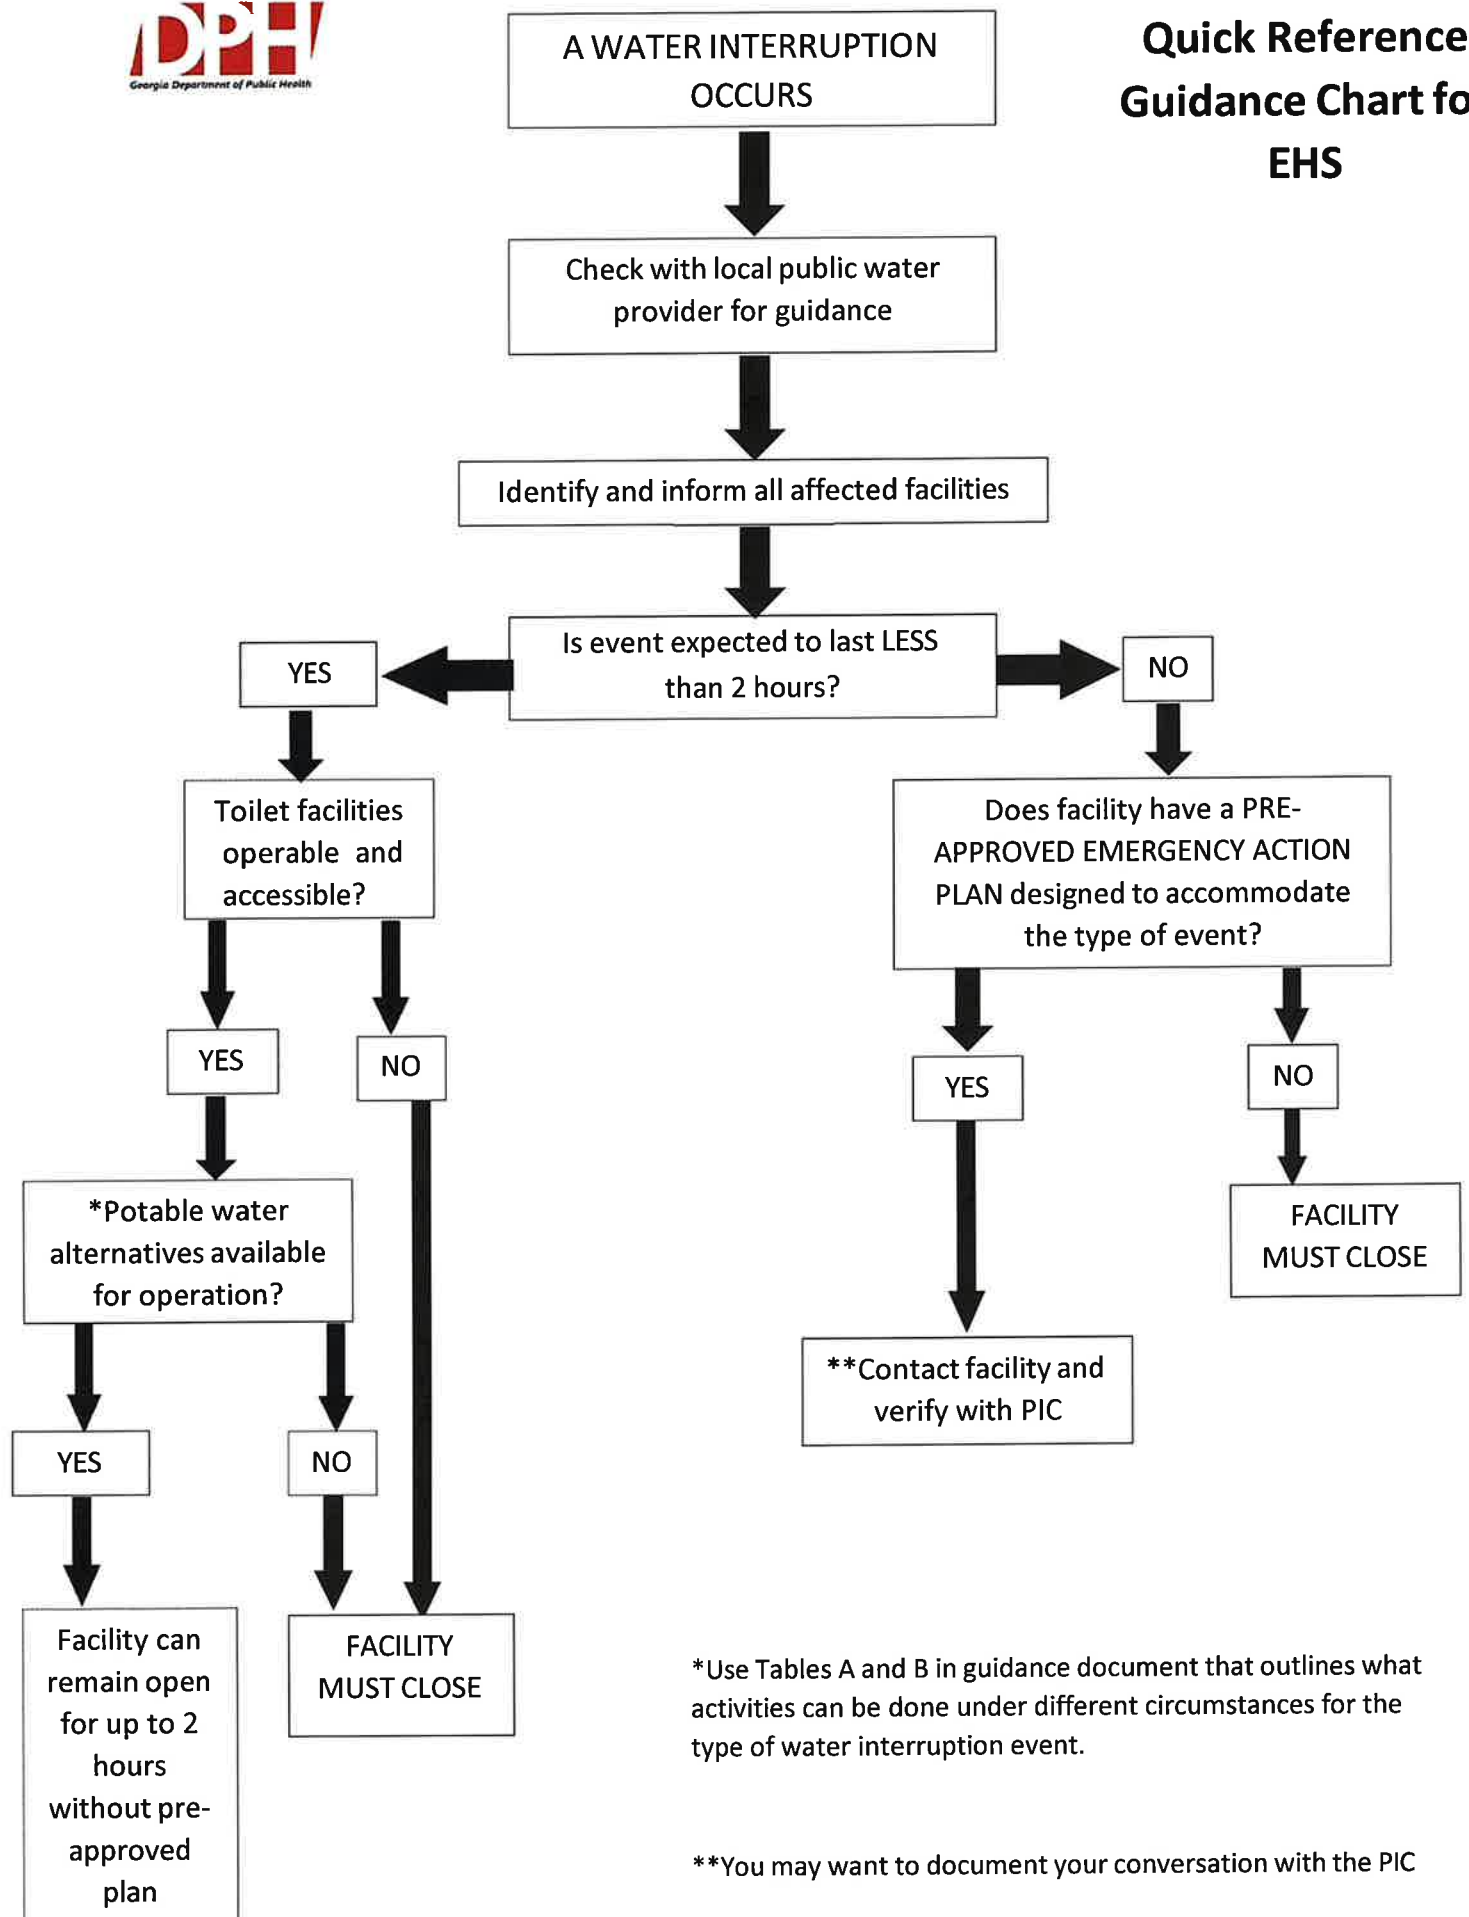 DPH
Georgia Department of Public Health
Quick Reference
Guidance Chart fo
EHS
A WATER INTERRUPTION
OCCURS
Check with local public water
provider for guidance
Identify and inform all affected facilities
Is event expected to last LESS
than 2 hours?
YES
NO
Toilet facilities
operable and
accessible?
Does facility have a PRE-
APPROVED EMERGENCY ACTION
PLAN designed to accommodate
the type of event?
YES
NO
YES
NO
*Potable water
alternatives available
for operation?
FACILITY
MUST CLOSE
**Contact facility and
verify with PIC
YES
NO
Facility can
remain open
for up to 2
hours
without pre-
approved
plan
FACILITY
MUST CLOSE
*Use Tables A and B in guidance document that outlines what
activities can be done under different circumstances for the
type of water interruption event.
**You may want to document your conversation with the PIC